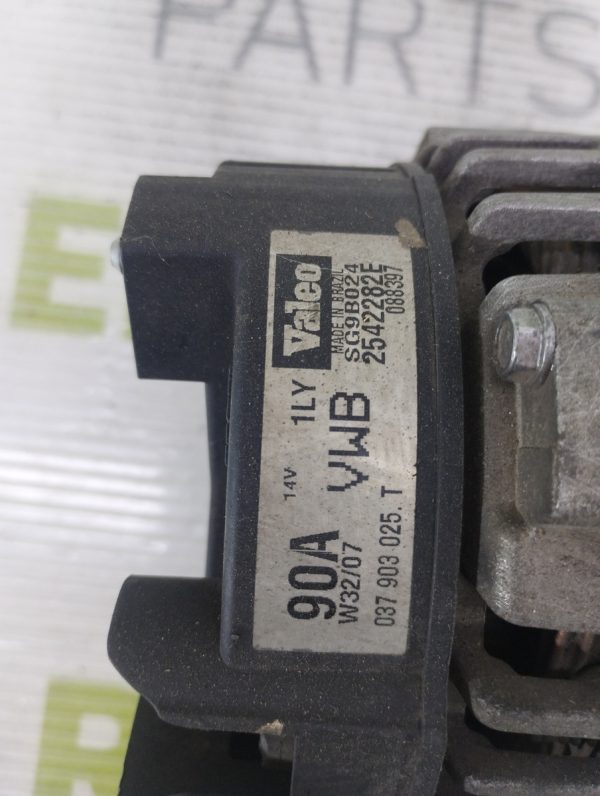 PARTS
90A 14V 1LY Valeo
W32/07 VWB MADE IN BRAZIL
SG9B024
037 903 025. T 2542282E
088397